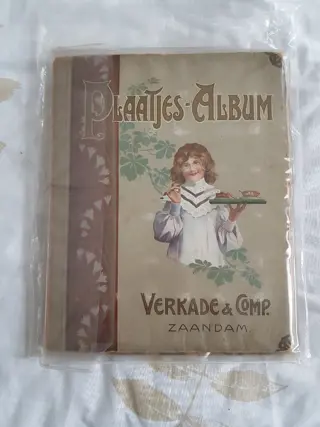 PLAATJES-ALBUM
VERKADE & COMP.
ZAANDAM.